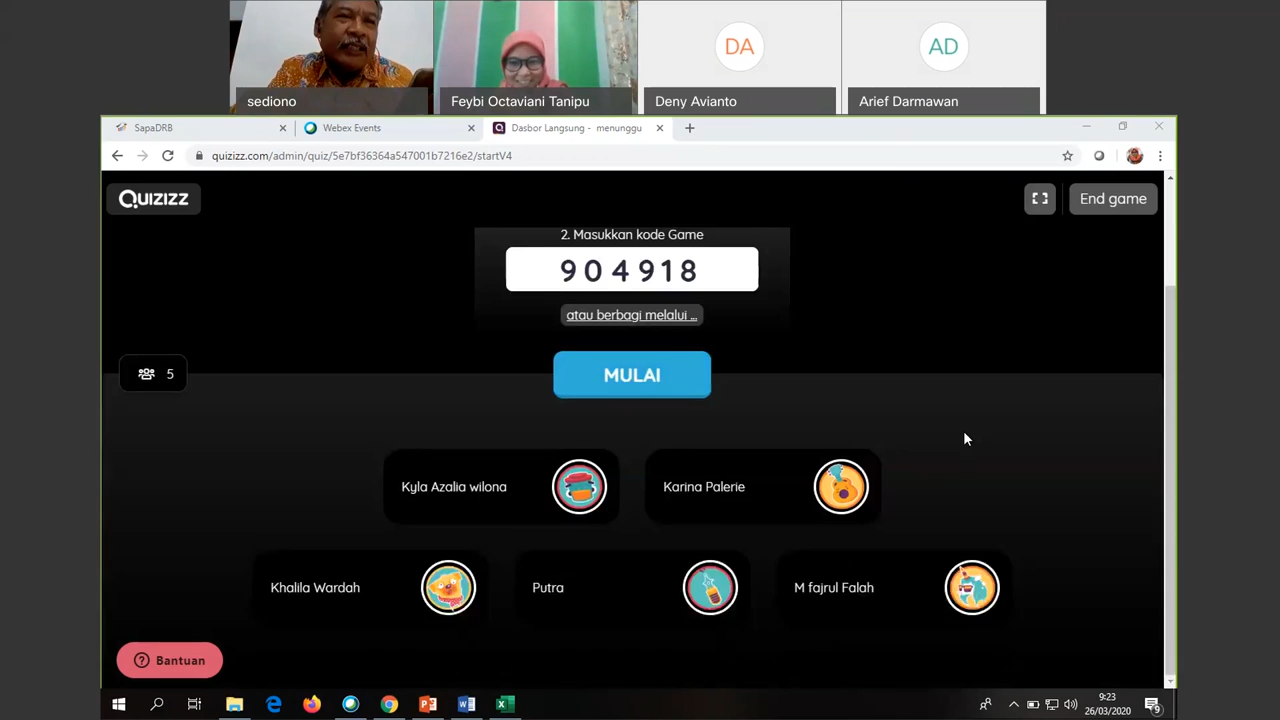 DA
AD
sediono
Feybi Octaviani Tanipu
Deny Avianto
Arief Darmawan
SapaDRB
Webex Events
Dasbor Langsung - menunggu
quizizz.com/admin/quiz/5e7bf36364a547001b7216e2/startV4
QUIZIZZ
End game
2. Masukkan kode Game
904918
atau berbagi melalui ...
5
MULAI
Kyla Azalia wilona
Karina Palerie
Khalila Wardah
Putra
M fajrul Falah
Bantuan
9:23
26/03/2020
9